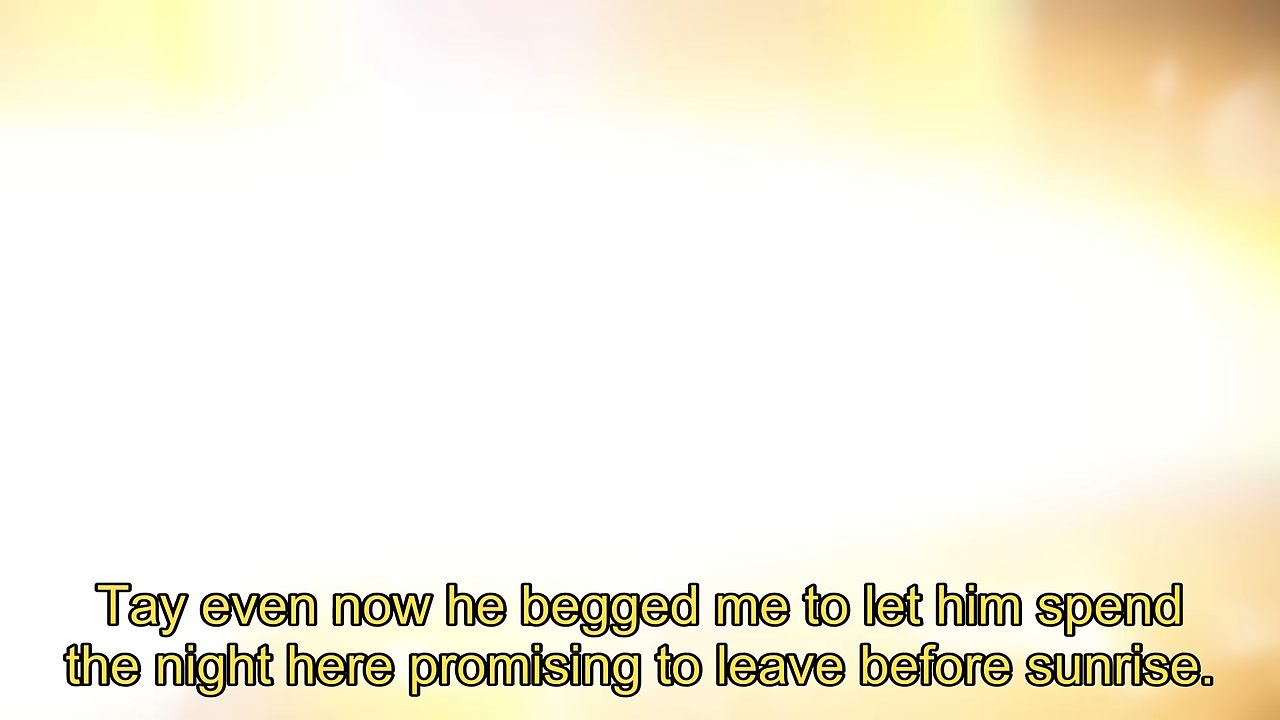 Tay even now he begged me to let him spend
the night here promising to leave before sunrise.